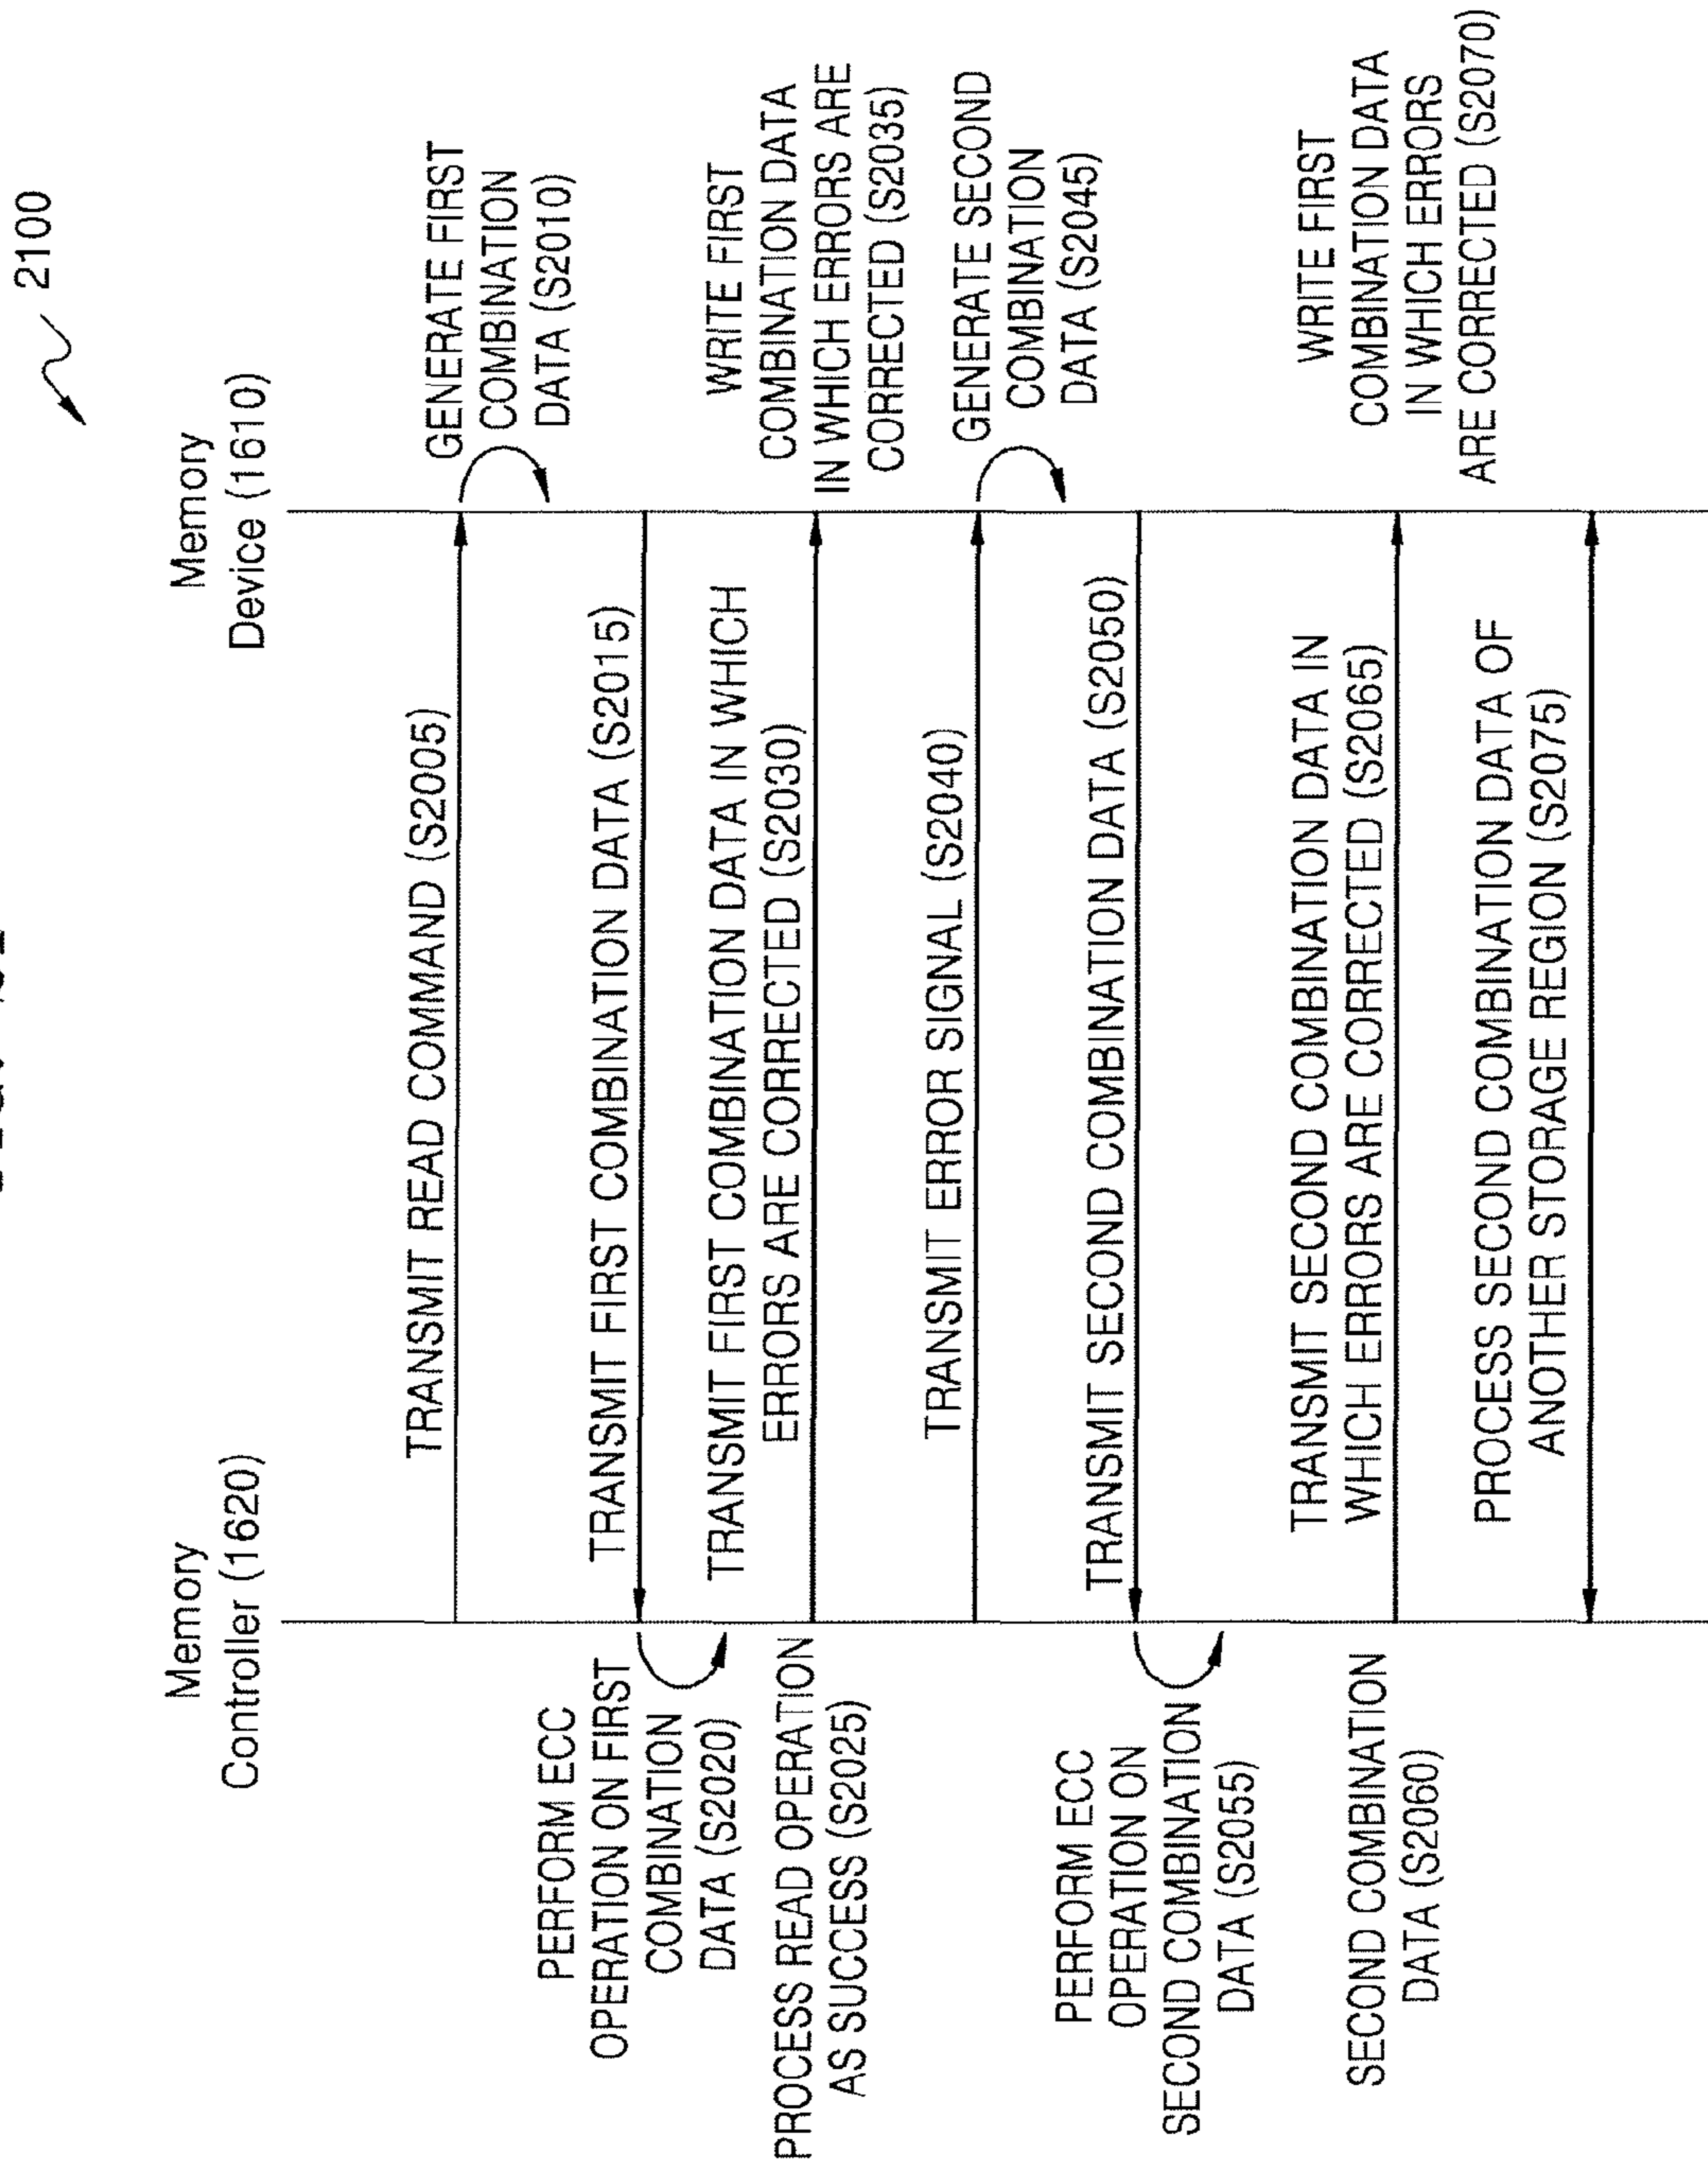 2100
Memory
Controller (1620)
Memory
Device (1610)
TRANSMIT READ COMMAND (S2005)
GENERATE FIRST
COMBINATION
DATA (S2010)
TRANSMIT FIRST COMBINATION DATA (S2015)
PERFORM ECC
OPERATION ON FIRST
COMBINATION
DATA (S2020)
PROCESS READ OPERATION
AS SUCCESS (S2025)
TRANSMIT FIRST COMBINATION DATA IN WHICH
ERRORS ARE CORRECTED (S2030)
WRITE FIRST
COMBINATION DATA
IN WHICH ERRORS ARE
CORRECTED (S2035)
TRANSMIT ERROR SIGNAL (S2040)
GENERATE SECOND
COMBINATION
DATA (S2045)
TRANSMIT SECOND COMBINATION DATA (S2050)
PERFORM ECC
OPERATION ON
SECOND COMBINATION
DATA (S2055)
SECOND COMBINATION
DATA (S2060)
TRANSMIT SECOND COMBINATION DATA IN
WHICH ERRORS ARE CORRECTED (S2065)
WRITE FIRST
COMBINATION DATA
IN WHICH ERRORS
ARE CORRECTED (S2070)
PROCESS SECOND COMBINATION DATA OF
ANOTHER STORAGE REGION (S2075)